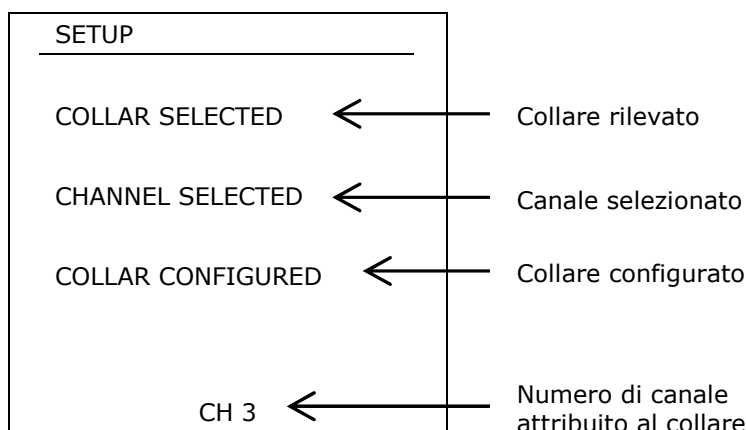 SETUP
COLLAR SELECTED
Collare rilevato
CHANNEL SELECTED
Canale selezionato
COLLAR CONFIGURED
Collare configurato
CH 3
Numero di canale
attribuito al collare